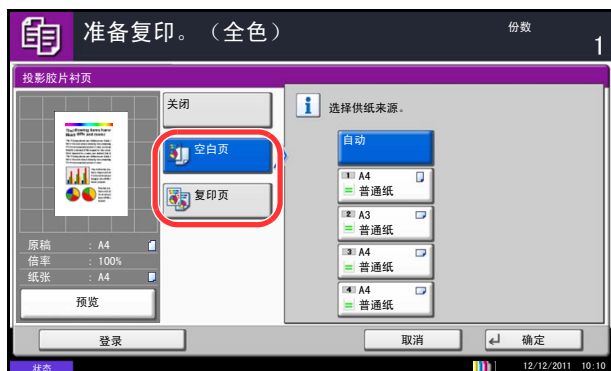 准备复印。（全色）
份数
1
投影胶片衬页
关闭
空白页
复印页
原稿 : A4
倍率 : 100%
纸张 : A4
预览
选择供纸来源。
自动
1 A4
普通纸
2 A3
普通纸
3 A4
普通纸
4 A4
普通纸
登录
取消
确定
状态
12/12/2011 10:10